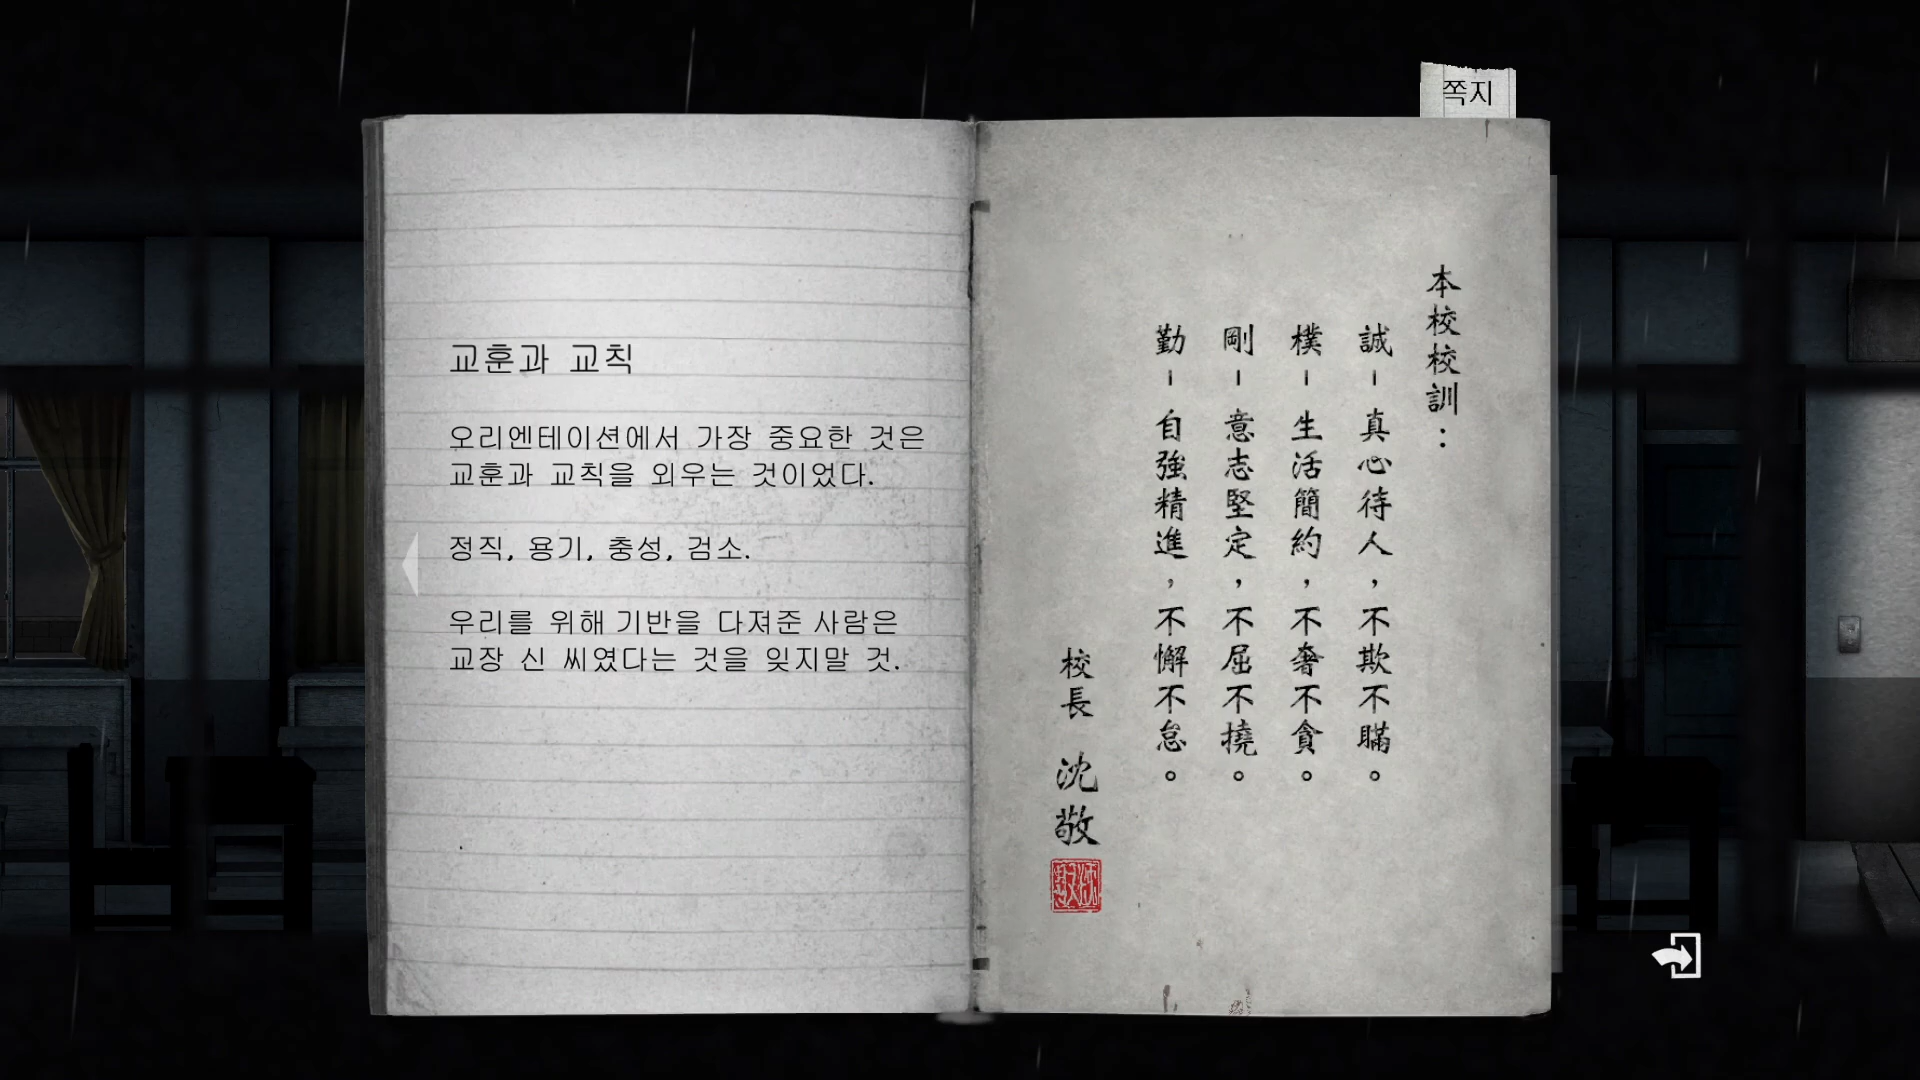 쪽지
교훈과 교칙
오리엔테이션에서 가장 중요한 것은
교훈과 교칙을 외우는 것이었다.
정직, 용기, 충성, 검소.
우리를 위해 기반을 다져준 사람은
교장 신 씨였다는 것을 잊지말 것.
本校校訓：
誠－真心待人，不欺不瞞。
樸－生活簡約，不奢不貪。
剛－意志堅定，不屈不撓。
勤－自強精進，不懈不怠。
校長 沈敬